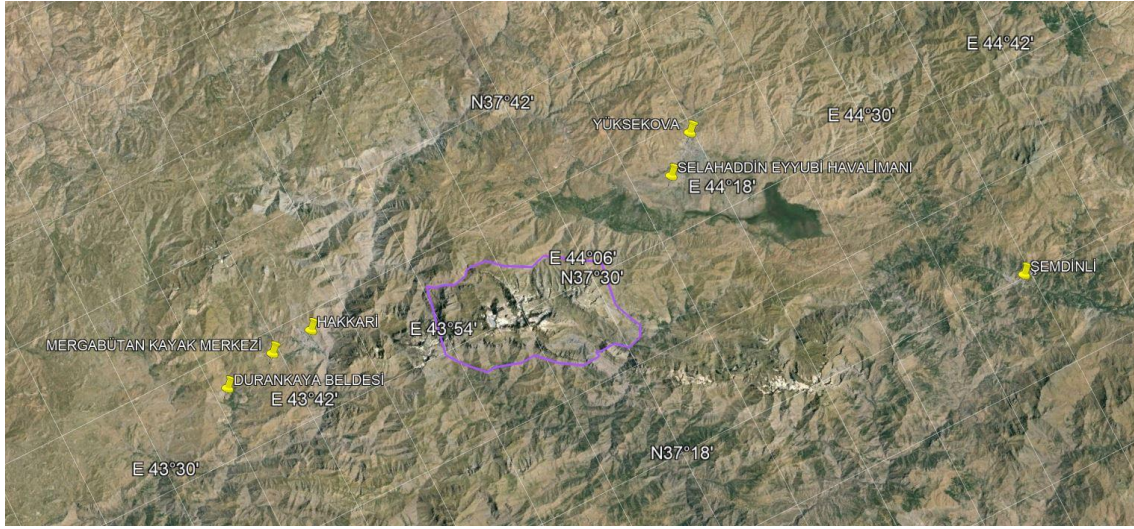 E 44°42'
N37°42'
E 44°30'
YÜKSEKOVA
SELAHADDİN EYYUBİ HAVALİMANI
E 44°18'
E 44°06'
N37°30'
ŞEMDİNLİ
HAKKARİ
E 43°54'
MERGABÜTAN KAYAK MERKEZİ
DURANKAYA BELDESİ
E 43°42'
N37°18'
E 43°30'